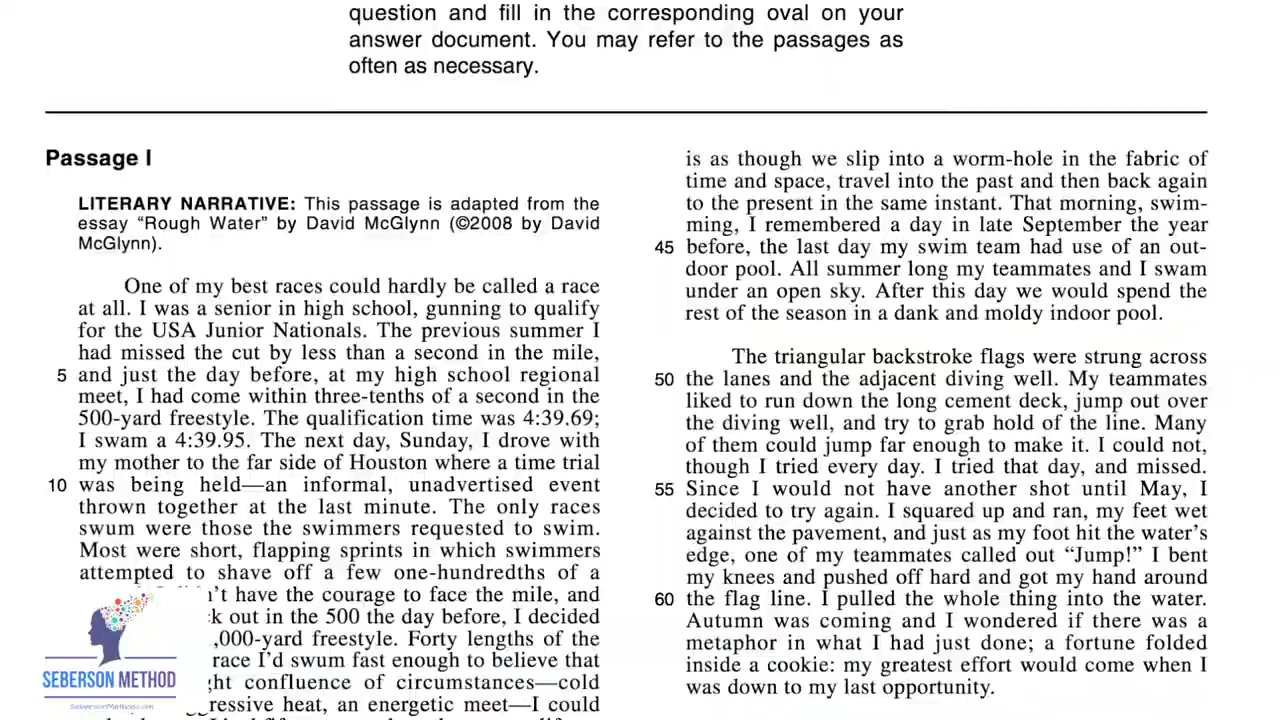 question and fill in the corresponding oval on your
answer document. You may refer to the passages as
often as necessary.
Passage I
LITERARY NARRATIVE: This passage is adapted from the
essay “Rough Water” by David McGlynn (©2008 by David
McGlynn).
One of my best races could hardly be called a race
at all. I was a senior in high school, gunning to qualify
for the USA Junior Nationals. The previous summer I
had missed the cut by less than a second in the mile,
5 and just the day before, at my high school regional
meet, I had come within three-tenths of a second in the
500-yard freestyle. The qualification time was 4:39.69;
I swam a 4:39.95. The next day, Sunday, I drove with
my mother to the far side of Houston where a time trial
10 was being held—an informal, unadvertised event
thrown together at the last minute. The only races
swum were those the swimmers requested to swim.
Most were short, flapping sprints in which swimmers
attempted to shave off a few one-hundredths of a
have the courage to face the mile, and
out in the 500 the day before, I decided
,000-yard freestyle. Forty lengths of the
race I’d swum fast enough to believe that
confluence of circumstances—cold
heat, an energetic meet—I could
SEBERSON METHOD
SebersonMethod.com
is as though we slip into a worm-hole in the fabric of
time and space, travel into the past and then back again
to the present in the same instant. That morning, swim-
ming, I remembered a day in late September the year
45 before, the last day my swim team had use of an out-
door pool. All summer long my teammates and I swam
under an open sky. After this day we would spend the
rest of the season in a dank and moldy indoor pool.
The triangular backstroke flags were strung across
50 the lanes and the adjacent diving well. My teammates
liked to run down the long cement deck, jump out over
the diving well, and try to grab hold of the line. Many
of them could jump far enough to make it. I could not,
though I tried every day. I tried that day, and missed.
55 Since I would not have another shot until May, I
decided to try again. I squared up and ran, my feet wet
against the pavement, and just as my foot hit the water’s
edge, one of my teammates called out “Jump!” I bent
my knees and pushed off hard and got my hand around
60 the flag line. I pulled the whole thing into the water.
Autumn was coming and I wondered if there was a
metaphor in what I had just done; a fortune folded
inside a cookie: my greatest effort would come when I
was down to my last opportunity.